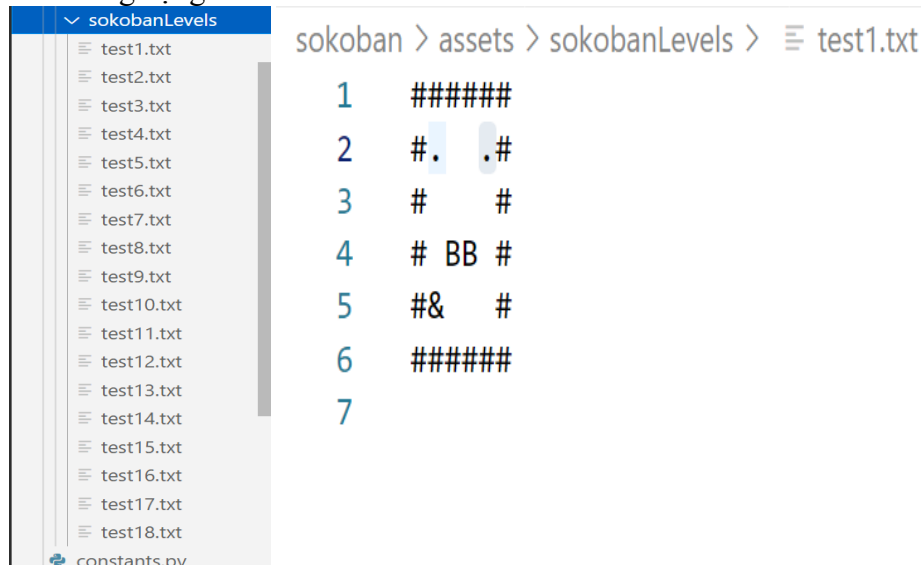 sokobanLevels
test1.txt
test2.txt
test3.txt
test4.txt
test5.txt
test6.txt
test7.txt
test8.txt
test9.txt
test10.txt
test11.txt
test12.txt
test13.txt
test14.txt
test15.txt
test16.txt
test17.txt
test18.txt
constants.py
sokoban > assets > sokobanLevels > test1.txt
1 ######
2 #.  .#
3 #    #
4 # BB #
5 #&   #
6 ######
7